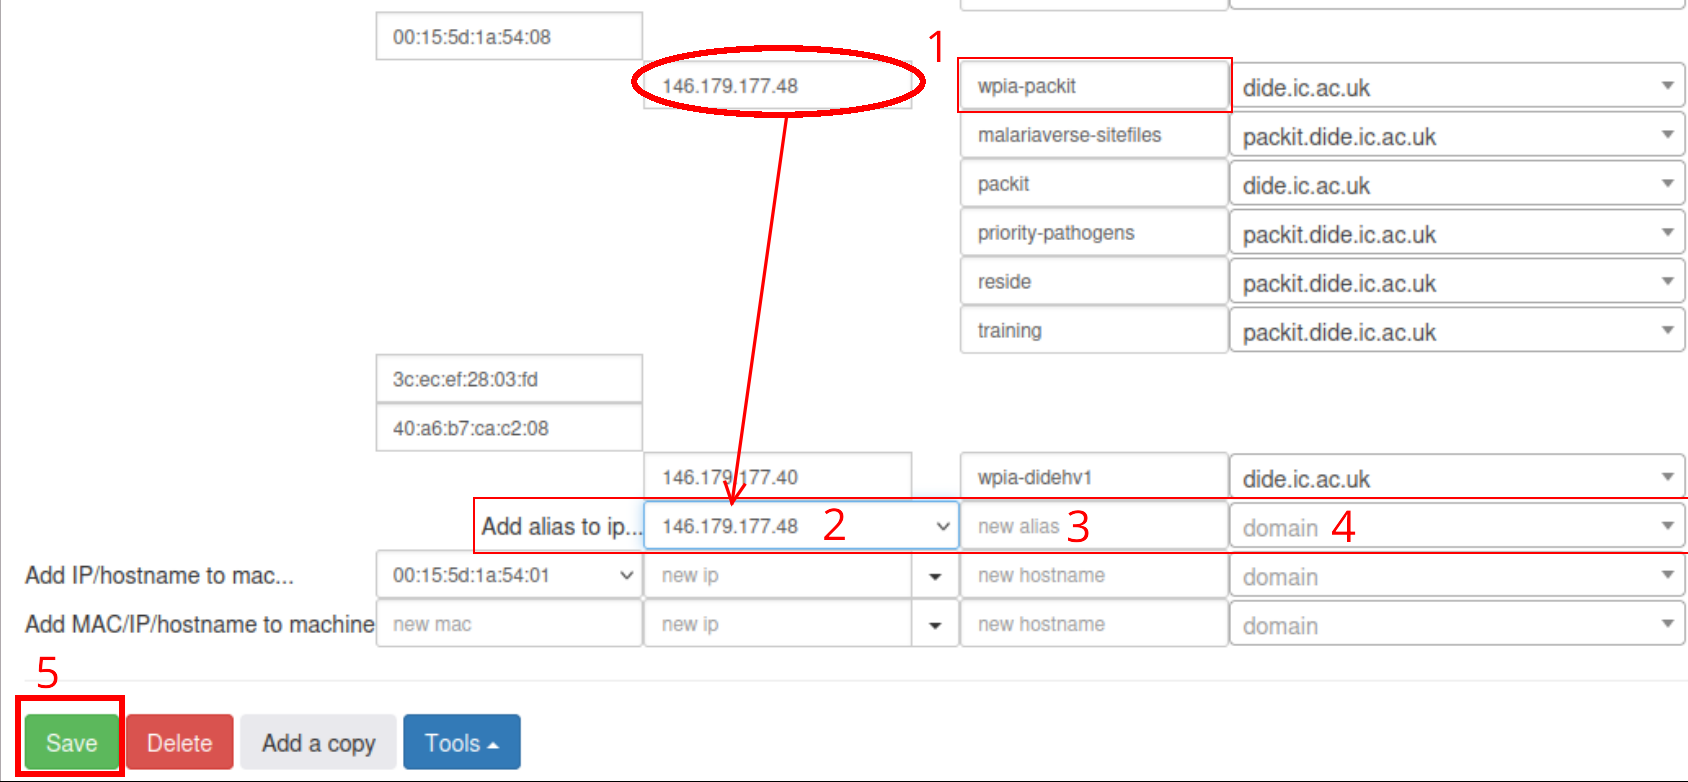 00:15:5d:1a:54:08
1
146.179.177.48 wpia-packit dide.ic.ac.uk
malariaverse-sitefiles packit.dide.ic.ac.uk
packit dide.ic.ac.uk
priority-pathogens packit.dide.ic.ac.uk
reside packit.dide.ic.ac.uk
training packit.dide.ic.ac.uk
3c:ec:ef:28:03:fd
40:a6:b7:ca:c2:08
146.179.177.40 wpia-didehv1 dide.ic.ac.uk
Add alias to ip... 146.179.177.48 2 new alias 3 domain 4
Add IP/hostname to mac... 00:15:5d:1a:54:01 new ip new hostname domain
Add MAC/IP/hostname to machine new mac new ip new hostname domain
5
Save Delete Add a copy Tools